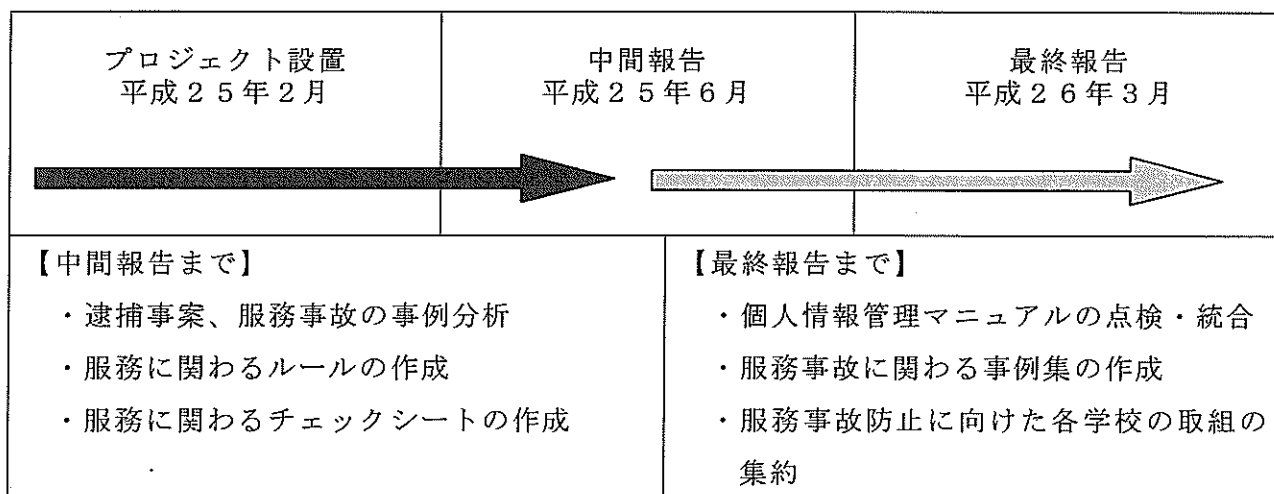 プロジェクト設置
平成２５年２月
中間報告
平成２５年６月
最終報告
平成２６年３月
【中間報告まで】
・逮捕事案、服務事故の事例分析
・服務に関わるルールの作成
・服務に関わるチェックシートの作成
【最終報告まで】
・個人情報管理マニュアルの点検・統合
・服務事故に関わる事例集の作成
・服務事故防止に向けた各学校の取組の
集約